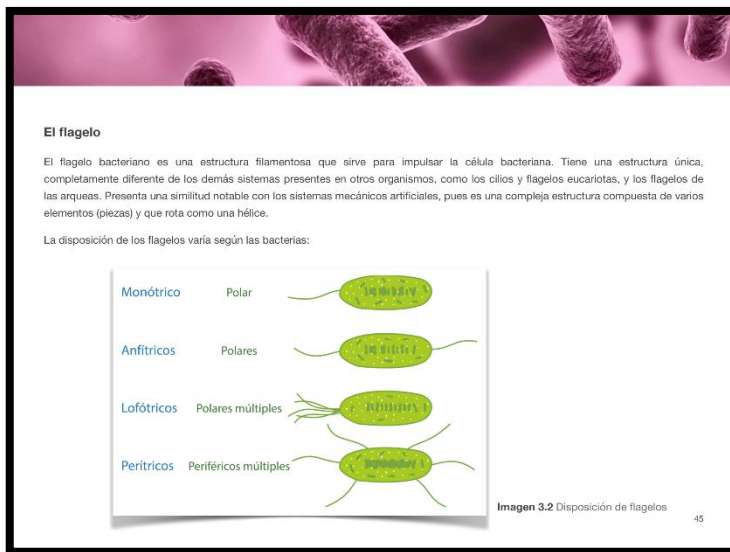 El flagelo
El flagelo bacteriano es una estructura filamentosa que sirve para impulsar la célula bacteriana. Tiene una estructura única,
completamente diferente de los demás sistemas presentes en otros organismos, como los cilios y flagelos eucariotas, y los flagelos de
las arqueas. Presenta una similitud notable con los sistemas mecánicos artificiales, pues es una compleja estructura compuesta de varios
elementos (piezas) y que rota como una hélice.
La disposición de los flagelos varía según las bacterias:
Monótrico Polar
Anfítricos Polares
Lofótricos Polares múltiples
Perítricos Periféricos múltiples
Imagen 3.2 Disposición de flagelos
45